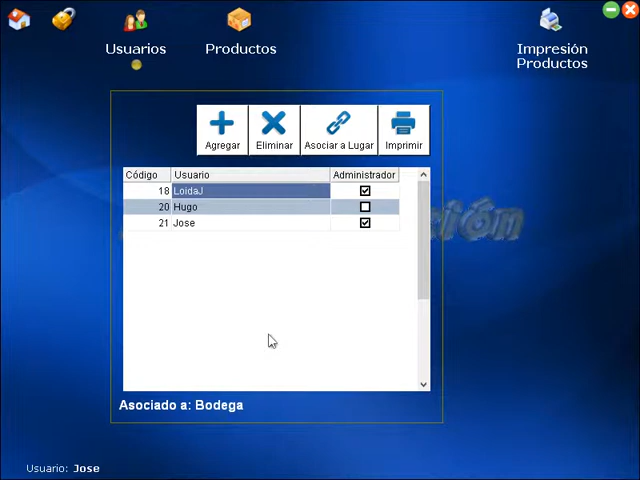 Usuarios
Productos
Impresión
Productos
Agregar
Eliminar
Asociar a Lugar
Imprimir
Código Usuario Administrador
18 LoidaJ
20 Hugo
21 Jose
Asociado a: Bodega
Usuario: Jose